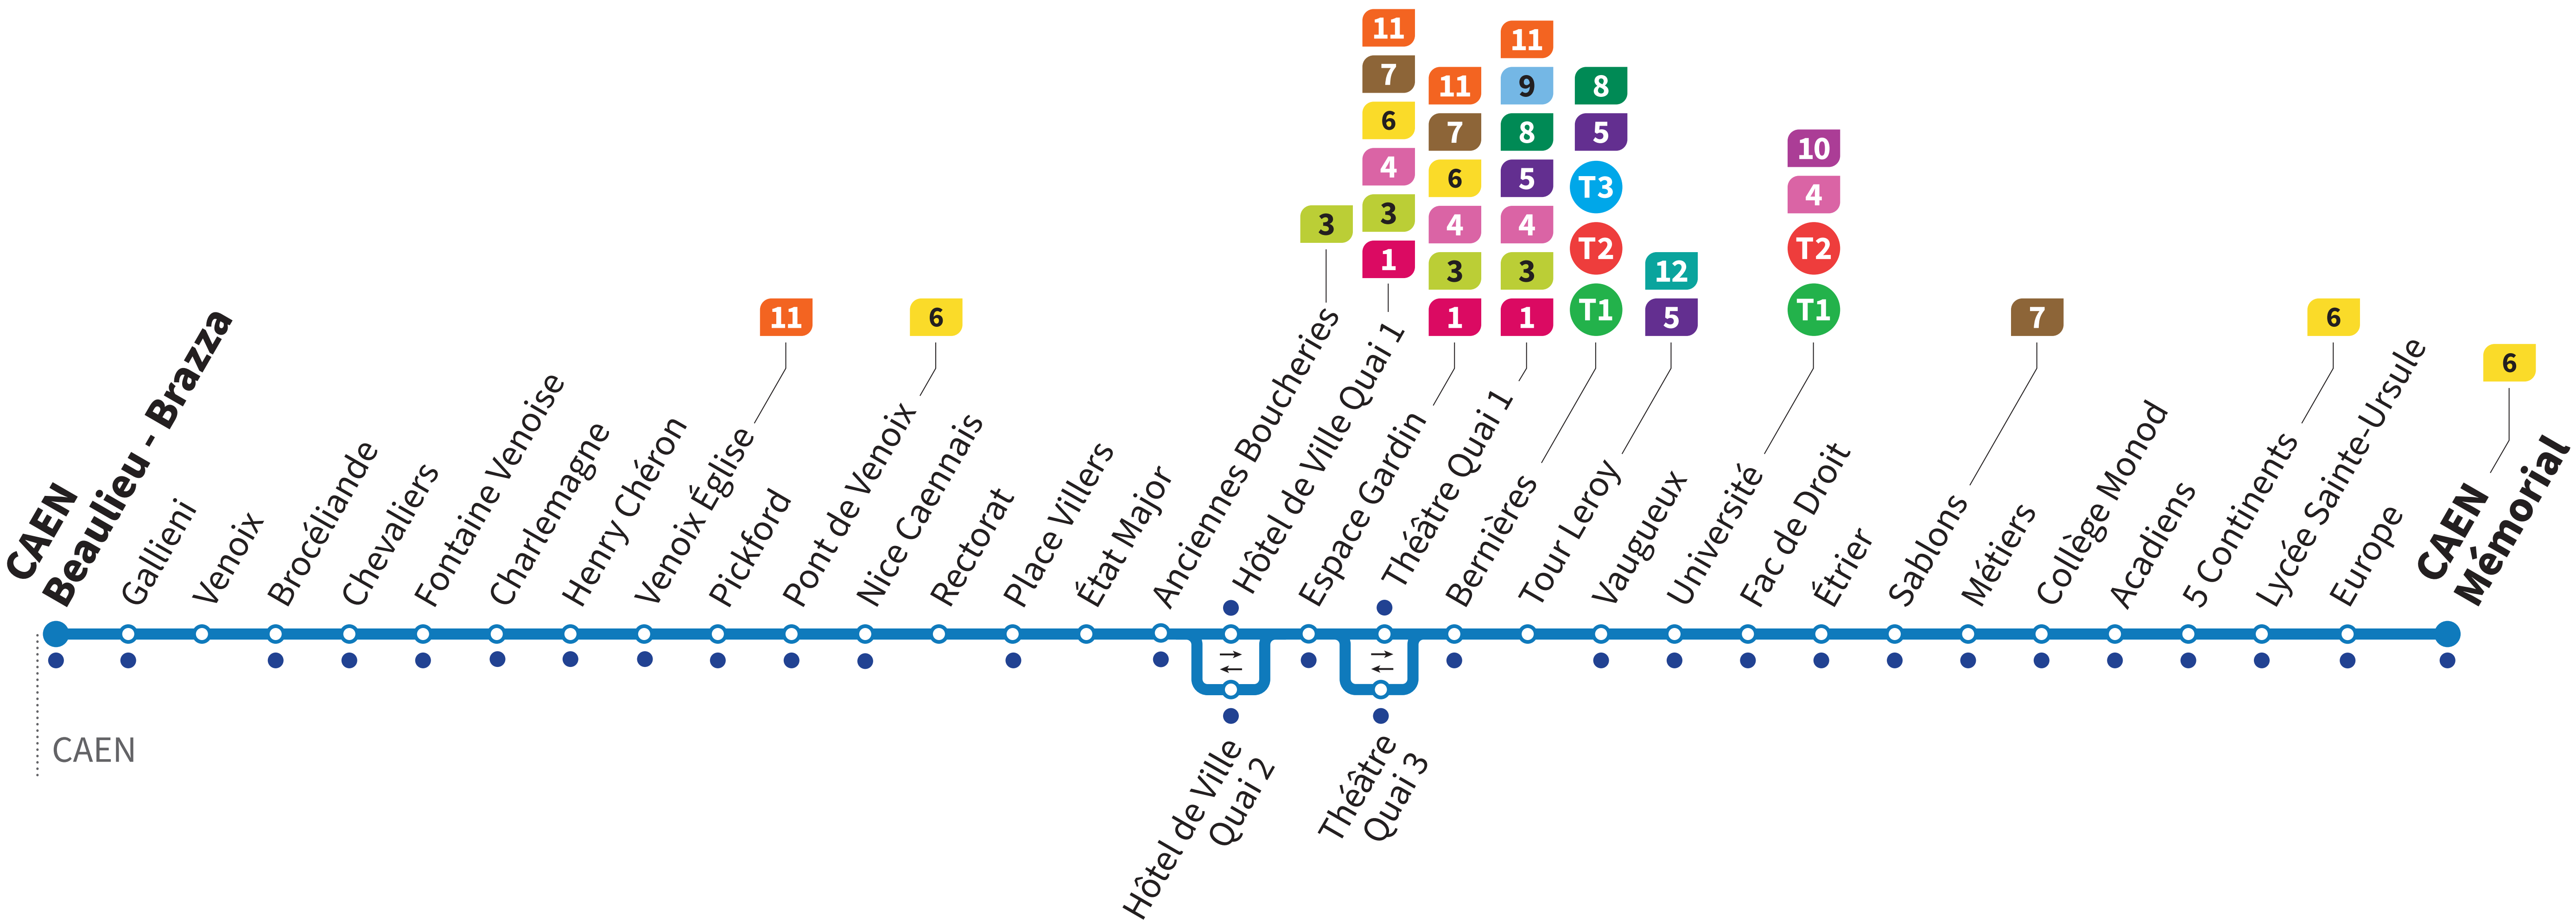 CAEN
Beaulieu - Brazza
Gallieni
Venoix
Brocéliande
Chevaliers
Fontaine Venoise
Charlemagne
Henry Chéron
Venoix Église
11
Pickford
Pont de Venoix
6
Nice Caennais
Rectorat
Place Villers
État Major
Anciennes Boucheries
3
Hôtel de Ville Quai 1
11
7
6
4
3
1
Espace Gardin
11
7
6
4
3
1
Théâtre Quai 1
11
9
8
5
4
3
1
Bernières
8
5
T3
T2
T1
Tour Leroy
12
5
Vaugueux
Université
10
4
T2
T1
Fac de Droit
Étrier
Sablons
7
Métiers
Collège Monod
Acadiens
5 Continents
6
Lycée Sainte-Ursule
Europe
CAEN
Mémorial
6
CAEN
Hôtel de Ville
Quai 2
Théâtre
Quai 3